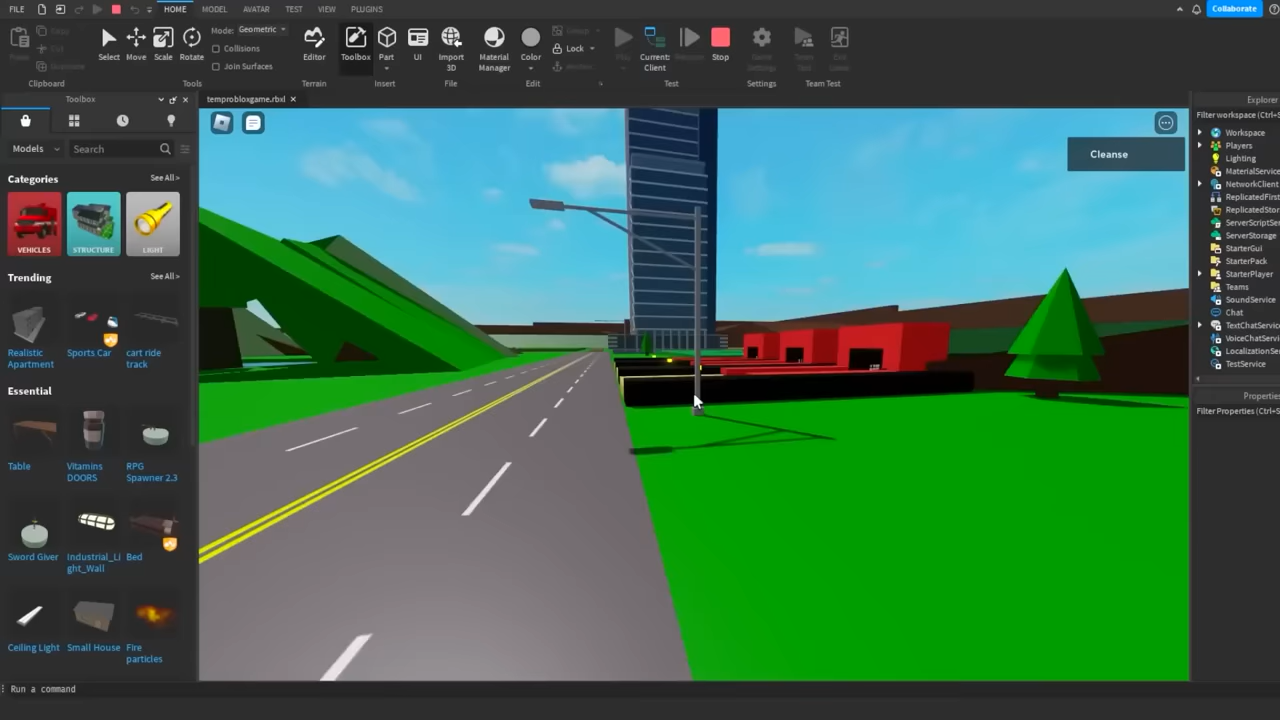 FILE HOME MODEL AVATAR TEST VIEW PLUGINS Collaborate
Mode: Geometric
Collisions
Join Surfaces
Select Move Scale Rotate Editor Toolbox Part UI Import 3D Material Manager Color Lock Current: Client Stop
Clipboard Tools Terrain Insert File Edit Test Settings Team Test
Toolbox
temprobloxgame.rbxl
Models Search
Categories See All >
VEHICLES STRUCTURE LIGHT
Trending See All >
Realistic Apartment
Sports Car
cart ride track
Essential
Table
Vitamins DOORS
RPG Spawner 2.3
Sword Giver
Industrial_Li
ght_Wall
Bed
Ceiling Light
Small House
Fire particles
Run a command
Cleanse
Explorer
Filter workspace (Ctrl+S
Workspace
Players
Lighting
MaterialService
NetworkClient
ReplicatedFirst
ReplicatedStor
ServerScriptSer
ServerStorage
StarterGui
StarterPack
StarterPlayer
Teams
SoundService
Chat
TextChatServic
VoiceChatServi
LocalizationSe
TestService
Properties
Filter Properties (Ctrl+S